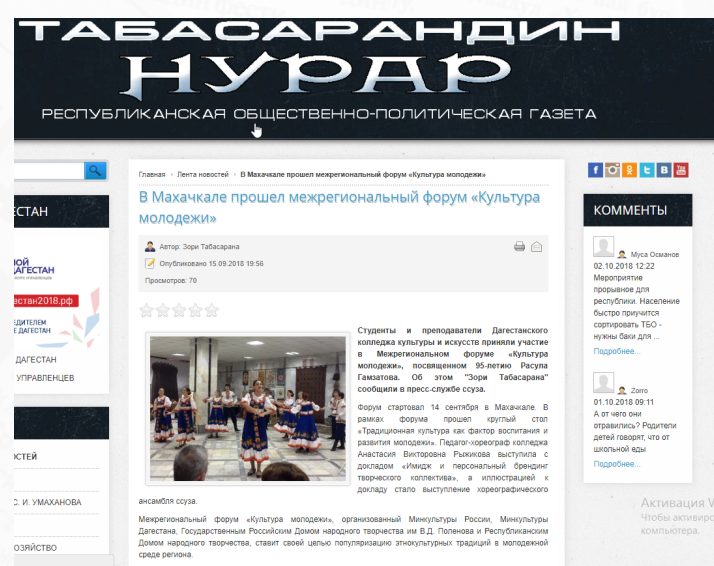 ТАБАСАРАНДИН
НУРАР
РЕСПУБЛИКАНСКАЯ ОБЩЕСТВЕННО-ПОЛИТИЧЕСКАЯ ГАЗЕТА
Главная › Лента новостей › В Махачкале прошел межрегиональный форум «Культура молодежи»
В Махачкале прошел межрегиональный форум «Культура
молодежи»
Автор: Зори Табасарана
Опубликовано 15.09.2018 19:56
Просмотров: 70
Студенты и преподаватели Дагестанского
колледжа культуры и искусств приняли участие
в Межрегиональном форуме «Культура
молодежи», посвященном 95-летию Расула
Гамзатова. Об этом "Зори Табасарана"
сообщили в пресс-службе ссуза.
Форум стартовал 14 сентября в Махачкале. В
рамках форума прошел круглый стол
«Традиционная культура как фактор воспитания и
развития молодежи». Педагог-хореограф колледжа
Анастасия Викторовна Рыжикова выступила с
докладом «Имидж и персональный брендинг
творческого коллектива», а иллюстрацией к
докладу стало выступление хореографического
ансамбля ссуза.
Межрегиональный форум «Культура молодежи», организованный Минкультуры России, Минкультуры
Дагестана, Государственным Российским Домом народного творчества им В.Д. Поленова и Республиканским
Домом народного творчества, ставит своей целью популяризацию этнокультурных традиций в молодежной
среде региона.
СТАН
НОЙ
ДАГЕСТАН
естан2018.рф
ЕДИТЕЛЕМ
Е ДАГЕСТАН
ДАГЕСТАН
УПРАВЛЕНЦЕВ
ОСТЕЙ
С. И. УМАХАНОВА
ОЗЯЙСТВО
КОММЕНТЫ
Муса Османов
02.10.2018 12:22
Мероприятие
прорывное для
республики. Население
быстро приучится
сортировать ТБО -
нужны баки для ...
Подробнее...
Zorro
01.10.2018 09:11
А от чего они
отравились? Родители
детей говорят, что от
школьной еды
Подробнее...
Активация W
Чтобы активиро
компьютера.